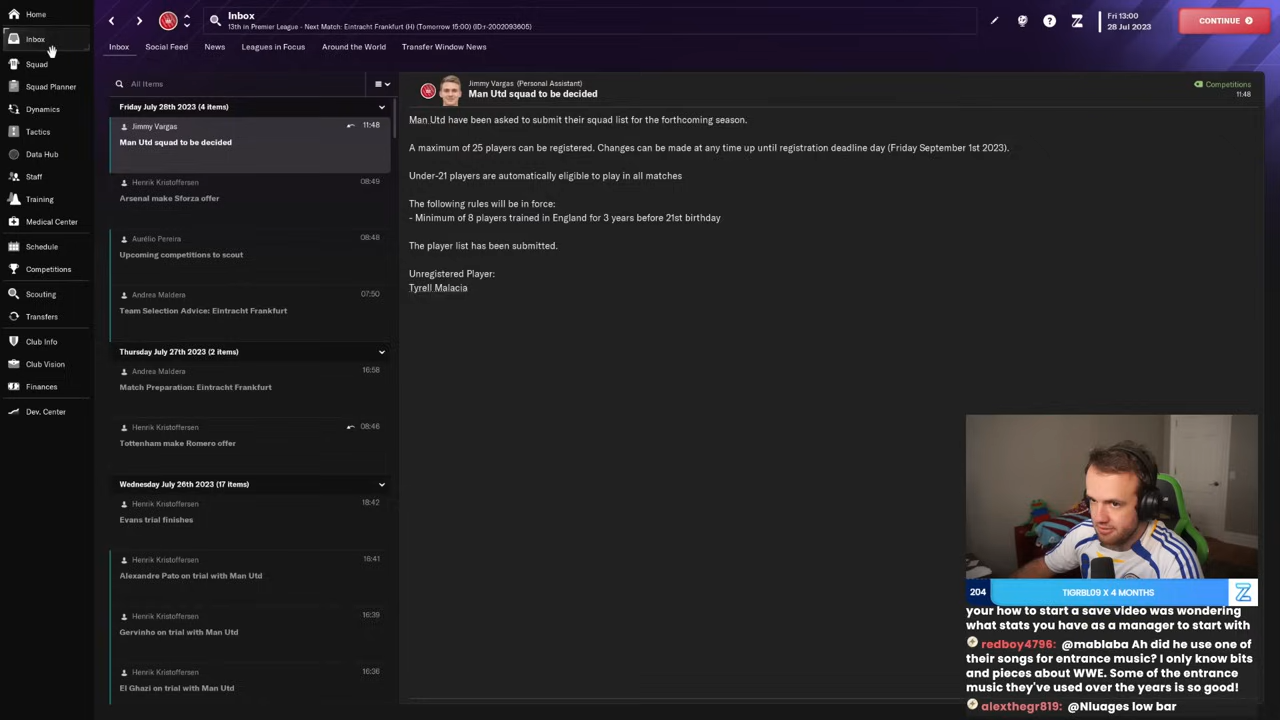 Home
Inbox
Squad
Squad Planner
Dynamics
Tactics
Data Hub
Staff
Training
Medical Center
Schedule
Competitions
Scouting
Transfers
Club Info
Club Vision
Finances
Dev. Center
Inbox
13th in Premier League - Next Match: Eintracht Frankfurt (H) (Tomorrow 15:00) (ID:r-2002093605)
Fri 13:00
28 Jul 2023
CONTINUE
Inbox
Social Feed
News
Leagues in Focus
Around the World
Transfer Window News
All Items
Friday July 28th 2023 (4 items)
Jimmy Vargas 11:48
Man Utd squad to be decided
Henrik Kristoffersen 08:49
Arsenal make Sforza offer
Aurélio Pereira 08:48
Upcoming competitions to scout
Andrea Maldera 07:50
Team Selection Advice: Eintracht Frankfurt
Thursday July 27th 2023 (2 items)
Andrea Maldera 16:58
Match Preparation: Eintracht Frankfurt
Henrik Kristoffersen 08:46
Tottenham make Romero offer
Wednesday July 26th 2023 (17 items)
Henrik Kristoffersen 18:42
Evans trial finishes
Henrik Kristoffersen 16:41
Alexandre Pato on trial with Man Utd
Henrik Kristoffersen 16:39
Gervinho on trial with Man Utd
Henrik Kristoffersen 16:36
El Ghazi on trial with Man Utd
Jimmy Vargas (Personal Assistant)
Man Utd squad to be decided
Competitions
11:48
Man Utd have been asked to submit their squad list for the forthcoming season.
A maximum of 25 players can be registered. Changes can be made at any time up until registration deadline day (Friday September 1st 2023).
Under-21 players are automatically eligible to play in all matches
The following rules will be in force:
- Minimum of 8 players trained in England for 3 years before 21st birthday
The player list has been submitted.
Unregistered Player:
Tyrell Malacia
204 TIGRBL09 X 4 MONTHS
your how to start a save video was wondering
what stats you have as a manager to start with
redboy4796: @mablaba Ah did he use one of
their songs for entrance music? I only know bits
and pieces about WWE. Some of the entrance
music they've used over the years is so good!
alexthegr819: @Nluages low bar